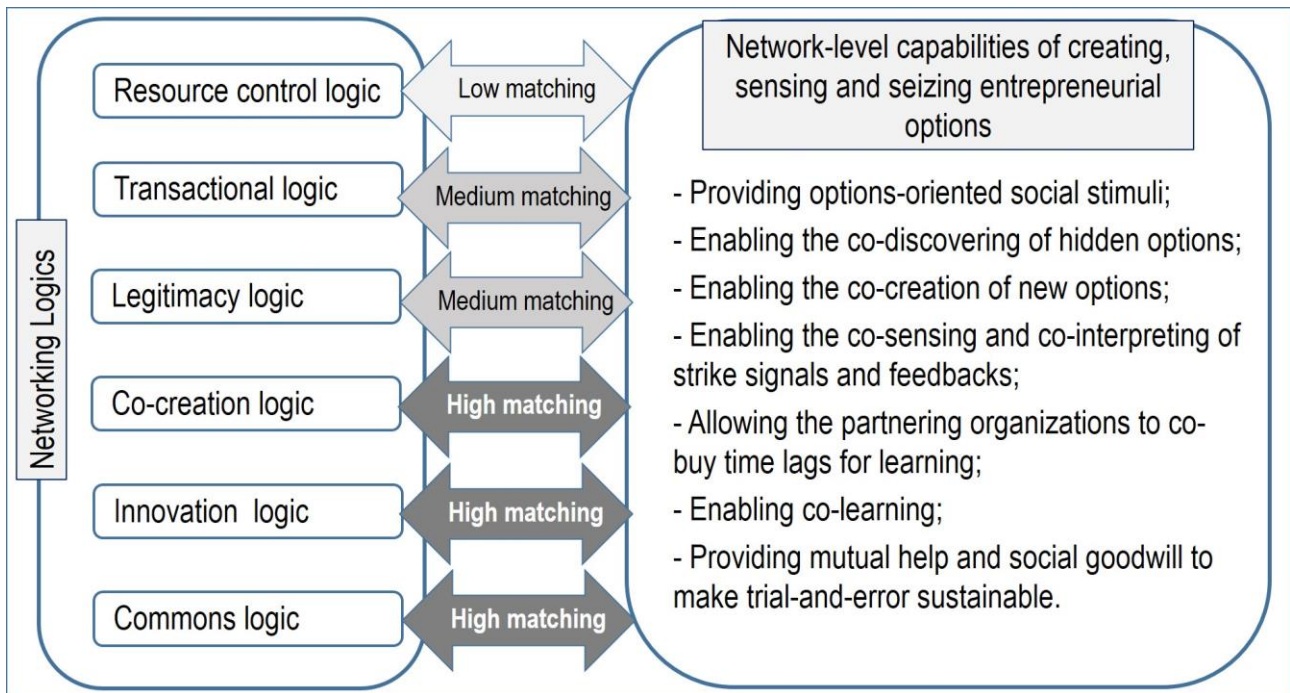 Networking Logics
Resource control logic
Transactional logic
Legitimacy logic
Co-creation logic
Innovation logic
Commons logic
Low matching
Medium matching
Medium matching
High matching
High matching
High matching
Network-level capabilities of creating,
sensing and seizing entrepreneurial
options
- Providing options-oriented social stimuli;
- Enabling the co-discovering of hidden options;
- Enabling the co-creation of new options;
- Enabling the co-sensing and co-interpreting of
strike signals and feedbacks;
- Allowing the partnering organizations to co-
buy time lags for learning;
- Enabling co-learning;
- Providing mutual help and social goodwill to
make trial-and-error sustainable.